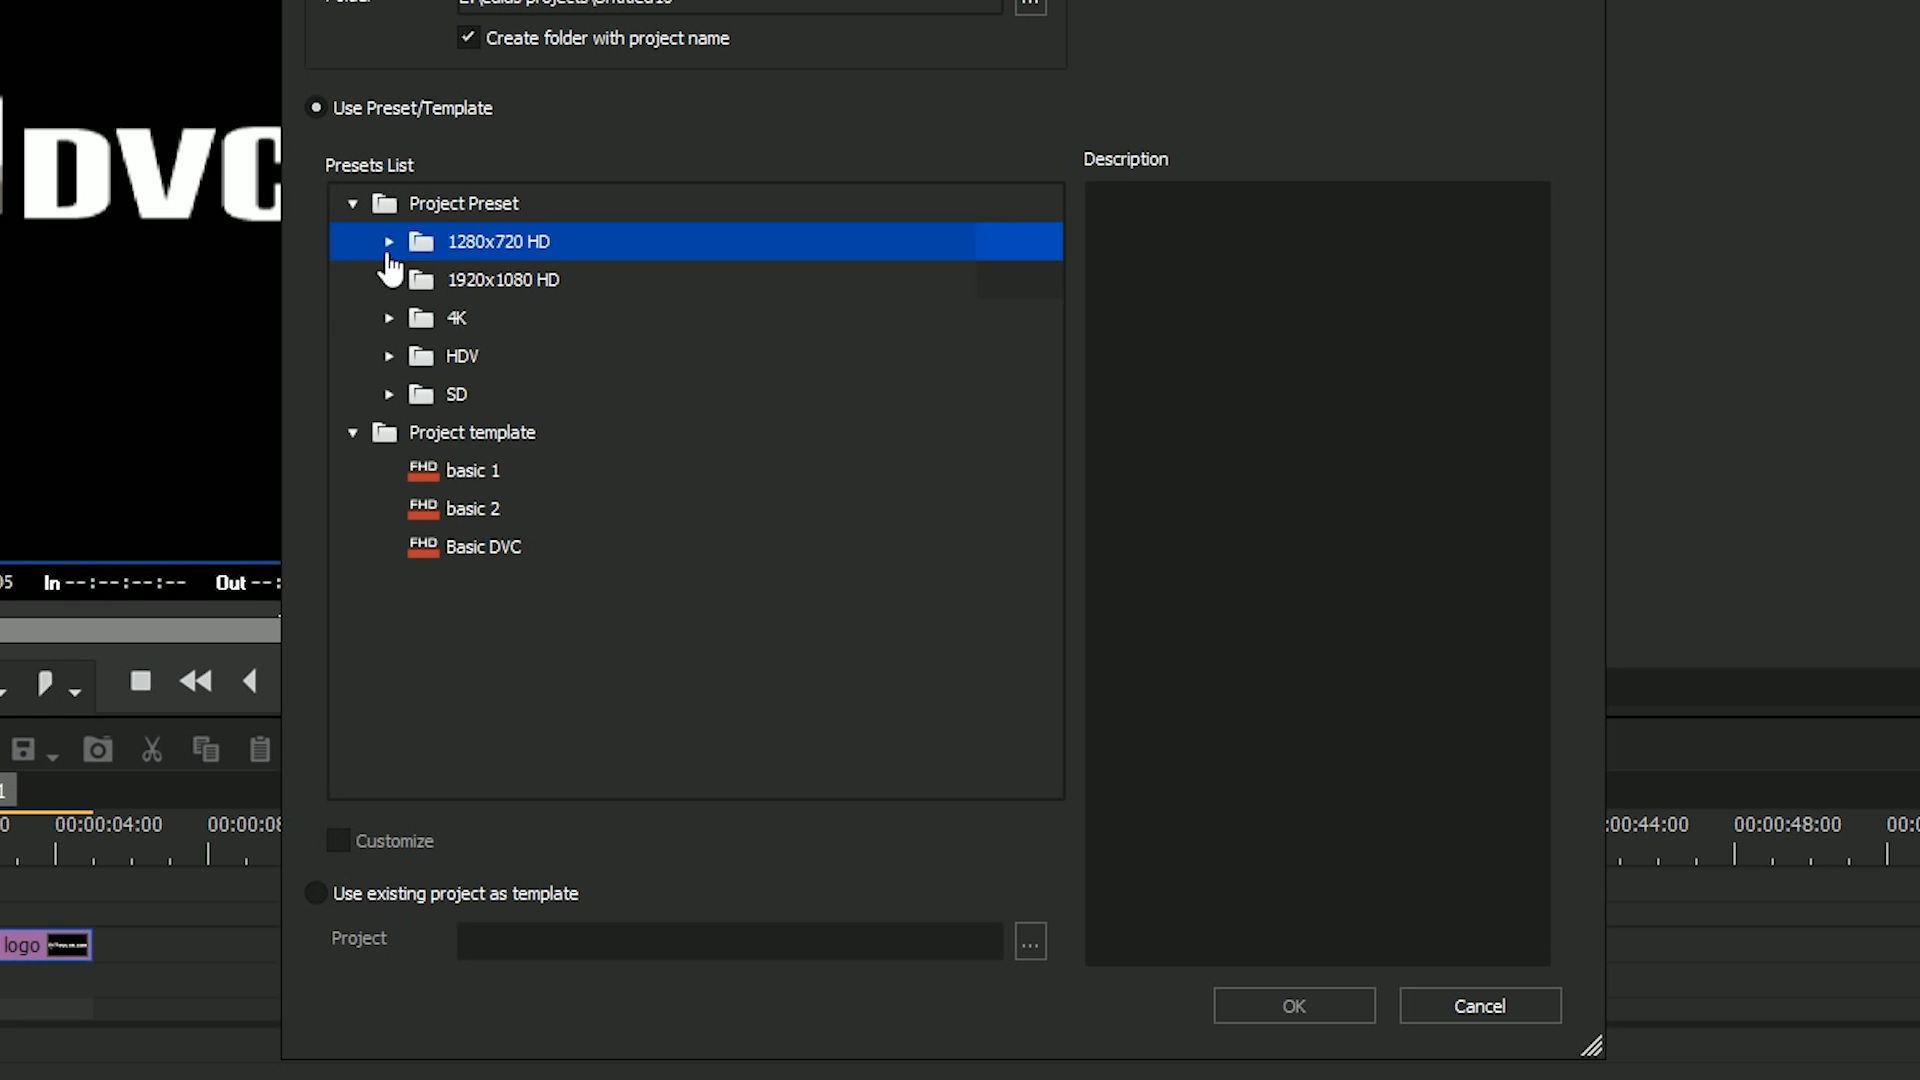 Create folder with project name
Use Preset/Template
Presets List
Description
Project Preset
1280x720 HD
1920x1080 HD
4K
HDV
SD
Project template
FHD basic 1
FHD basic 2
FHD Basic DVC
Customize
Use existing project as template
Project
...
OK
Cancel
DVC
05 In --:--:--:-- Out --:
1
0 00:00:04:00 00:00:08
:00:44:00 00:00:48:00 00:0
logo